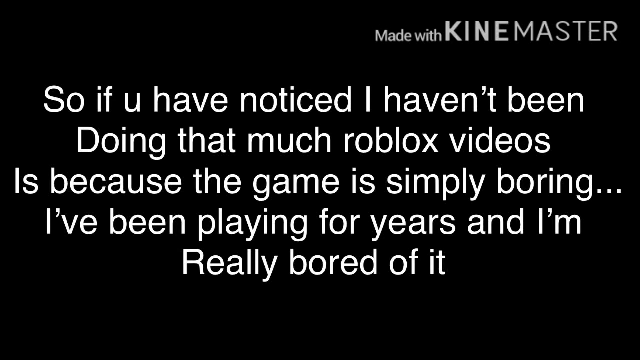 Made with KINEMASTER
So if u have noticed I haven’t been
Doing that much roblox videos
Is because the game is simply boring...
I’ve been playing for years and I’m
Really bored of it